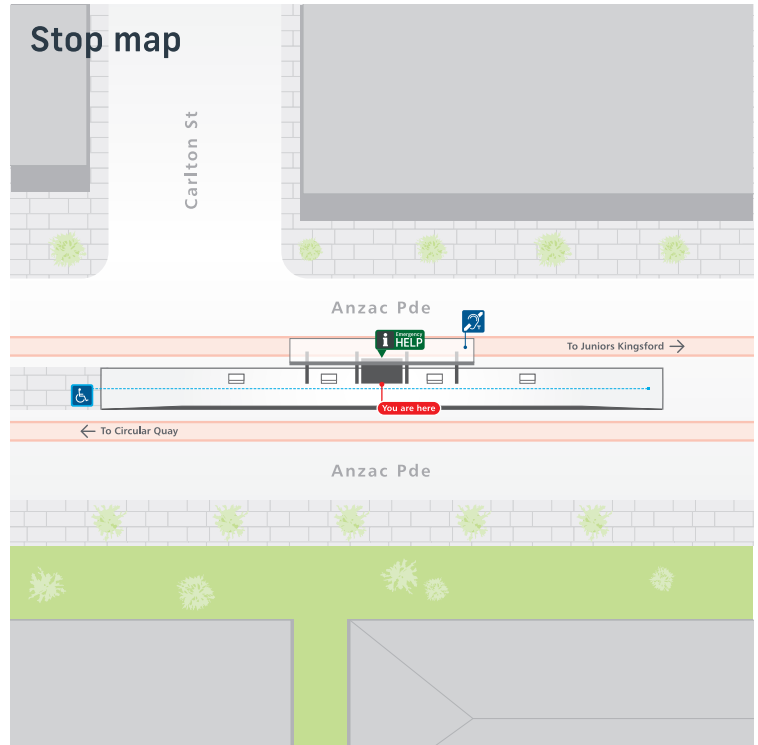 Stop map
Carlton St
Anzac Pde
i Emergency
HELP
T
To Juniors Kingsford →
You are here
← To Circular Quay
Anzac Pde